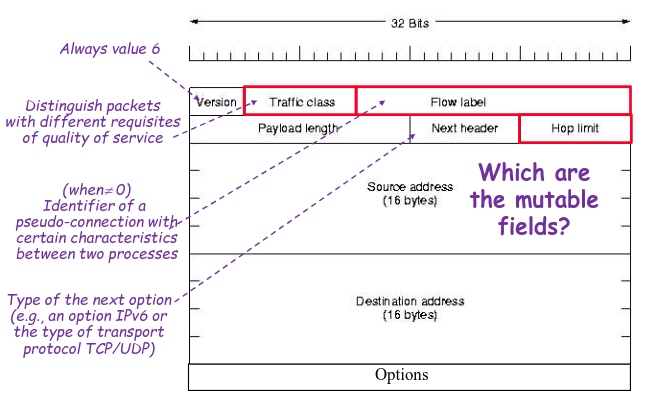 32 Bits
Always value 6
Version
Traffic class
Flow label
Distinguish packets
with different requisites
of quality of service
Payload length
Next header
Hop limit
Which are
the mutable
fields?
(when≠0)
Identifier of a
pseudo-connection with
certain characteristics
between two processes
Source address
(16 bytes)
Type of the next option
(e.g., an option IPv6 or
the type of transport
protocol TCP/UDP)
Destination address
(16 bytes)
Options